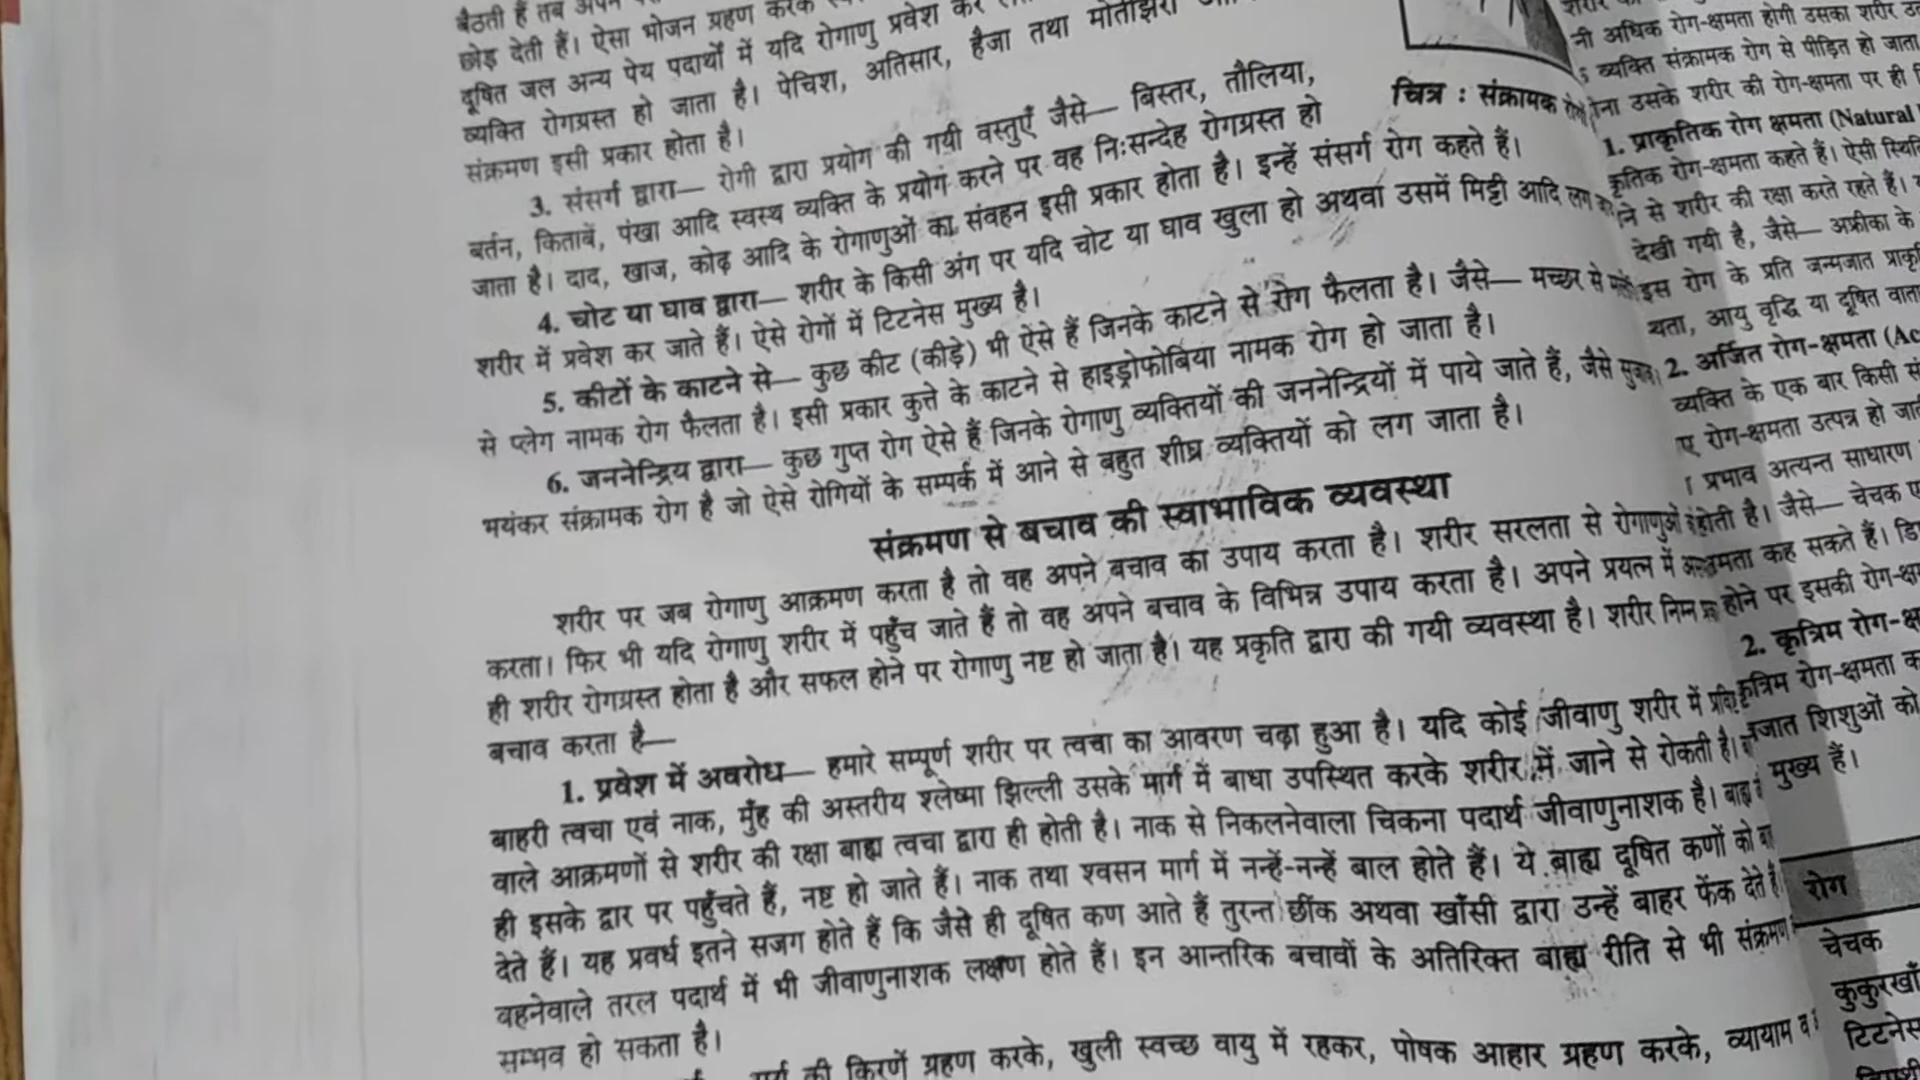 बैठती हैं तब अपने
छोड़ देती हैं। ऐसा भोजन ग्रहण करके
दूषित जल अन्य पेय पदार्थों में यदि रोगाणु प्रवेश कर
व्यक्ति रोगग्रस्त हो जाता है। पेचिश, अतिसार, हैजा तथा मोतीझरा
संक्रमण इसी प्रकार होता है।
3. संसर्ग द्वारा— रोगी द्वारा प्रयोग की गयी वस्तुएँ जैसे— बिस्तर, तौलिया,
बर्तन, किताबें, पंखा आदि स्वस्थ व्यक्ति के प्रयोग करने पर वह निःसन्देह रोगग्रस्त हो
जाता है। दाद, खाज, कोढ़ आदि के रोगाणुओं का संवहन इसी प्रकार होता है। इन्हें संसर्ग रोग कहते हैं।
4. चोट या घाव द्वारा— शरीर के किसी अंग पर यदि चोट या घाव खुला हो अथवा उसमें मिट्टी आदि लग
शरीर में प्रवेश कर जाते हैं। ऐसे रोगों में टिटनेस मुख्य है।
5. कीटों के काटने से— कुछ कीट (कीड़े) भी ऐसे हैं जिनके काटने से रोग फैलता है। जैसे— मच्छर से
से प्लेग नामक रोग फैलता है। इसी प्रकार कुत्ते के काटने से हाइड्रोफोबिया नामक रोग हो जाता है।
6. जननेन्द्रिय द्वारा— कुछ गुप्त रोग ऐसे हैं जिनके रोगाणु व्यक्तियों की जननेन्द्रियों में पाये जाते हैं, जैसे
भयंकर संक्रामक रोग है जो ऐसे रोगियों के सम्पर्क में आने से बहुत शीघ्र व्यक्तियों को लग जाता है।
संक्रमण से बचाव की स्वाभाविक व्यवस्था
शरीर पर जब रोगाणु आक्रमण करता है तो वह अपने बचाव का उपाय करता है। शरीर सरलता से रोगाणुओं
करता। फिर भी यदि रोगाणु शरीर में पहुँच जाते हैं तो वह अपने बचाव के विभिन्न उपाय करता है। अपने प्रयत्न में
ही शरीर रोगग्रस्त होता है और सफल होने पर रोगाणु नष्ट हो जाता है। यह प्रकृति द्वारा की गयी व्यवस्था है। शरीर निम्न
बचाव करता है—
1. प्रवेश में अवरोध— हमारे सम्पूर्ण शरीर पर त्वचा का आवरण चढ़ा हुआ है। यदि कोई जीवाणु शरीर में
बाहरी त्वचा एवं नाक, मुँह की अस्तरीय श्लेष्मा झिल्ली उसके मार्ग में बाधा उपस्थित करके शरीर में जाने से रोकती है।
वाले आक्रमणों से शरीर की रक्षा बाह्य त्वचा द्वारा ही होती है। नाक से निकलनेवाला चिकना पदार्थ जीवाणुनाशक है। बाह्य
ही इसके द्वार पर पहुँचते हैं, नष्ट हो जाते हैं। नाक तथा श्वसन मार्ग में नन्हें-नन्हें बाल होते हैं। ये बाह्य दूषित कणों को
देते हैं। यह प्रवर्ध इतने सजग होते हैं कि जैसे ही दूषित कण आते हैं तुरन्त छींक अथवा खाँसी द्वारा उन्हें बाहर फेंक देते
बहनेवाले तरल पदार्थ में भी जीवाणुनाशक लक्षण होते हैं। इन आन्तरिक बचावों के अतिरिक्त बाह्य रीति से भी संक्रमण
सम्भव हो सकता है।
की किरणें ग्रहण करके, खुली स्वच्छ वायु में रहकर, पोषक आहार ग्रहण करके, व्यायाम
चित्र : संक्रामक
अधिक रोग-क्षमता होगी उसका शरीर
व्यक्ति संक्रामक रोग से पीड़ित हो जाता
उसके शरीर की रोग-क्षमता पर ही
1. प्राकृतिक रोग क्षमता (Natural
रोग-क्षमता कहते हैं। ऐसी
से शरीर की रक्षा करते रहते हैं।
देखी गयी है, जैसे— अफ्रीका के
इस रोग के प्रति जन्मजात
आयु वृद्धि या दूषित
2. अर्जित रोग-क्षमता
व्यक्ति के एक बार किसी
रोग-क्षमता उत्पन्न हो
प्रभाव अत्यन्त साधारण
होती है। जैसे— चेचक
कह सकते हैं।
होने पर इसकी
2. कृत्रिम
कृत्रिम रोग-क्षमता
शिशुओं को
मुख्य हैं।
रोग
चेचक
टिटनेस